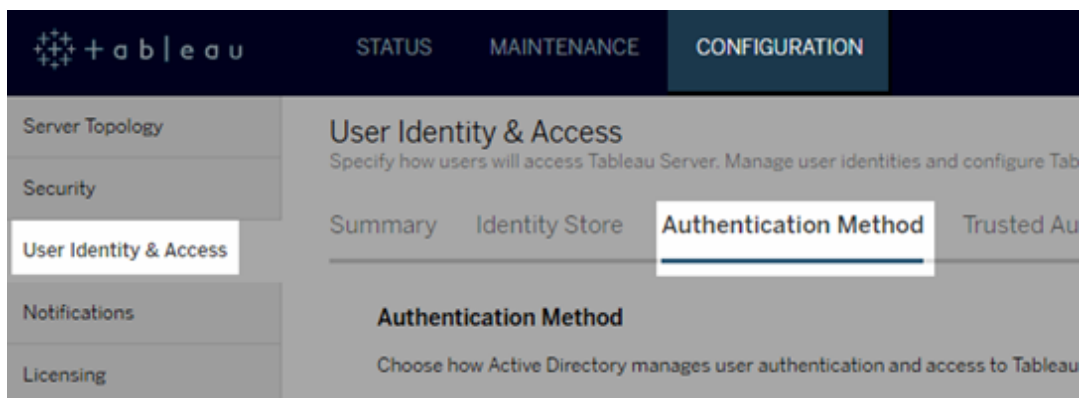 +ableau STATUS MAINTENANCE CONFIGURATION
Server Topology
Security
User Identity & Access
Notifications
Licensing
User Identity & Access
Specify how users will access Tableau Server. Manage user identities and configure Tab
Summary Identity Store Authentication Method Trusted Au
Authentication Method
Choose how Active Directory manages user authentication and access to Tableau